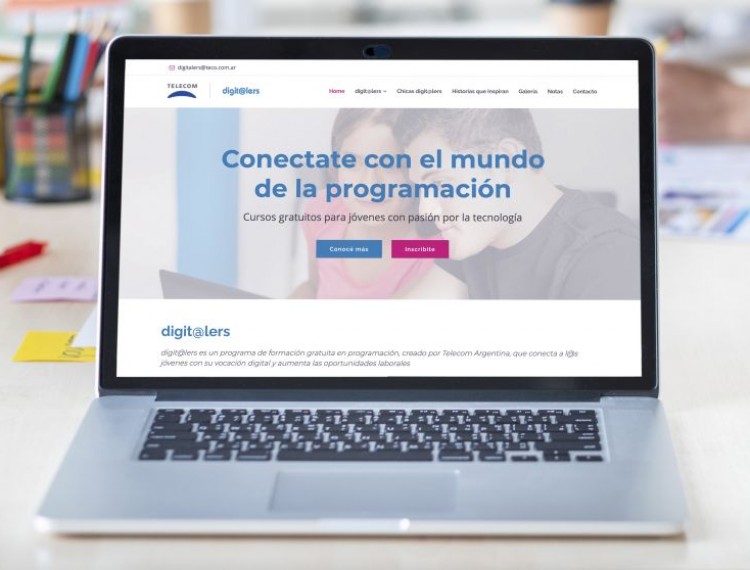 digitalers@teco.com.ar
TELECOM
digit@lers
Home
digit@lers
Chicas digit@lers
Historias que inspiran
Galería
Notas
Contacto
Conectate con el mundo
de la programación
Cursos gratuitos para jóvenes con pasión por la tecnología
Conocé más
Inscribite
digit@lers
digit@lers es un programa de formación gratuita en programación, creado por Telecom Argentina, que conecta a l@s
jóvenes con su vocación digital y aumenta las oportunidades laborales